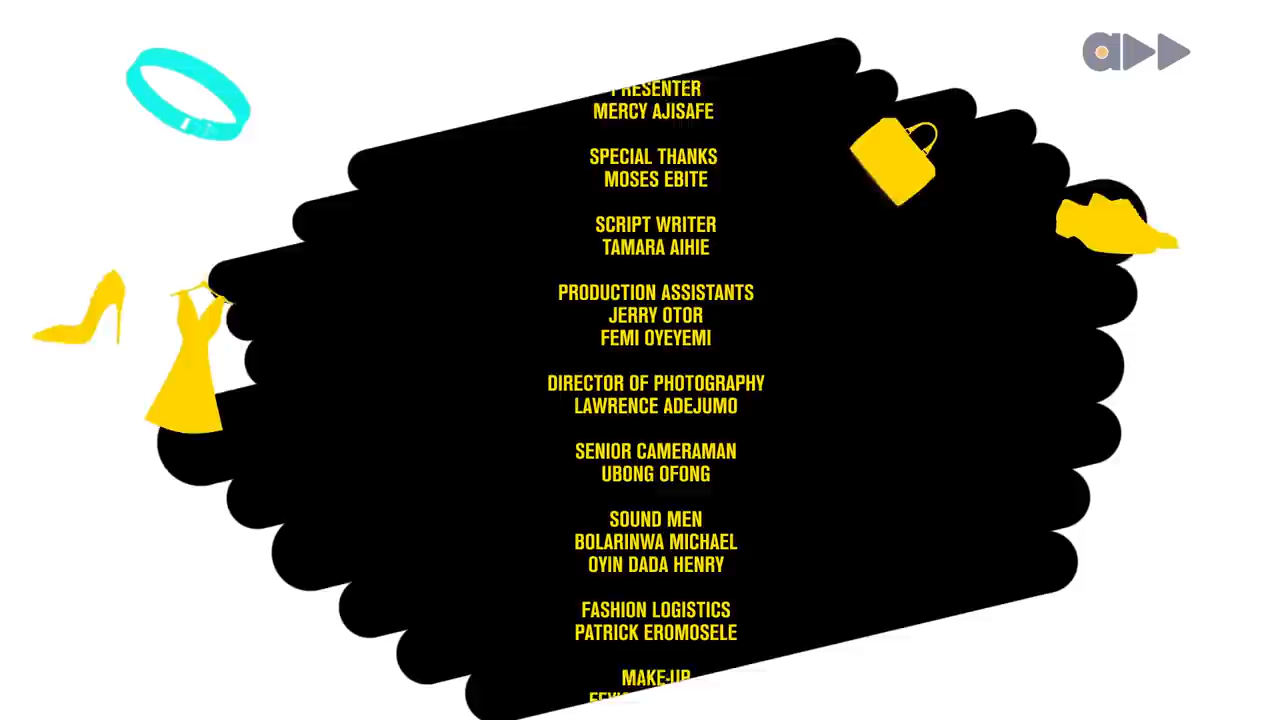 PRESENTER
MERCY AJISAFE
SPECIAL THANKS
MOSES EBITE
SCRIPT WRITER
TAMARA AIHIE
PRODUCTION ASSISTANTS
JERRY OTOR
FEMI OYEYEMI
DIRECTOR OF PHOTOGRAPHY
LAWRENCE ADEJUMO
SENIOR CAMERAMAN
UBONG OFONG
SOUND MEN
BOLARINWA MICHAEL
OYIN DADA HENRY
FASHION LOGISTICS
PATRICK EROMOSELE
MAKE-UP